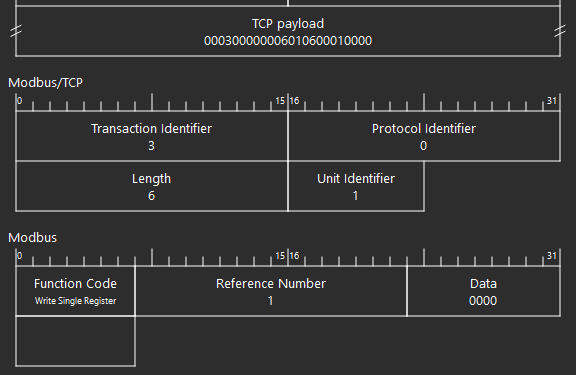 TCP payload
000300000006010600010000
Modbus/TCP
0 15 16 31
Transaction Identifier Protocol Identifier
3 0
Length Unit Identifier
6 1
Modbus
0 15 16 31
Function Code Reference Number Data
Write Single Register 1 0000